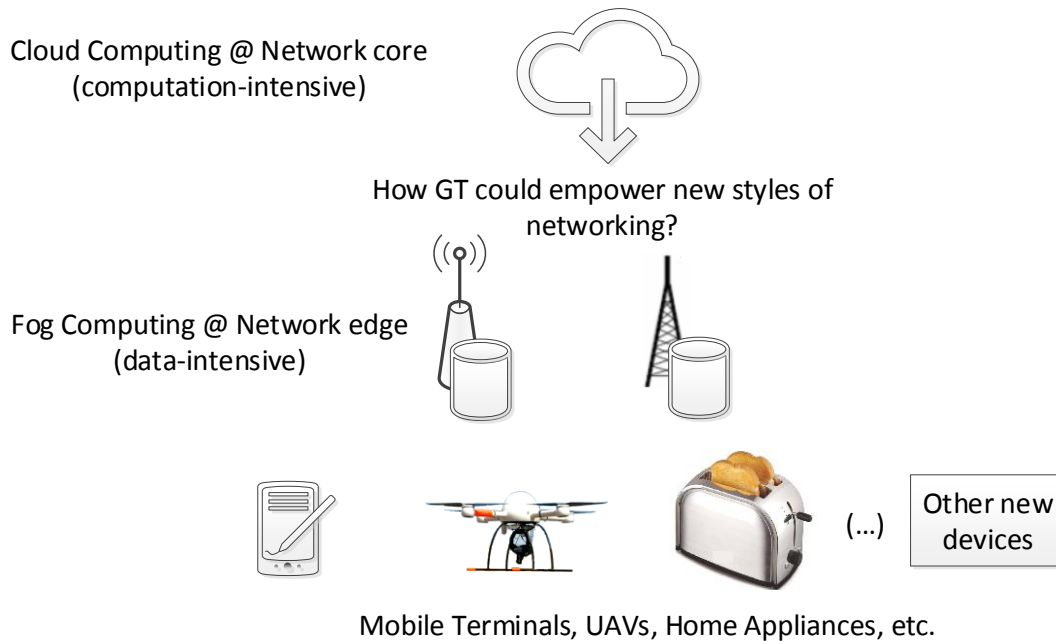 Cloud Computing @ Network core
(computation-intensive)
How GT could empower new styles of
networking?
Fog Computing @ Network edge
(data-intensive)
(...)
Other new
devices
Mobile Terminals, UAVs, Home Appliances, etc.